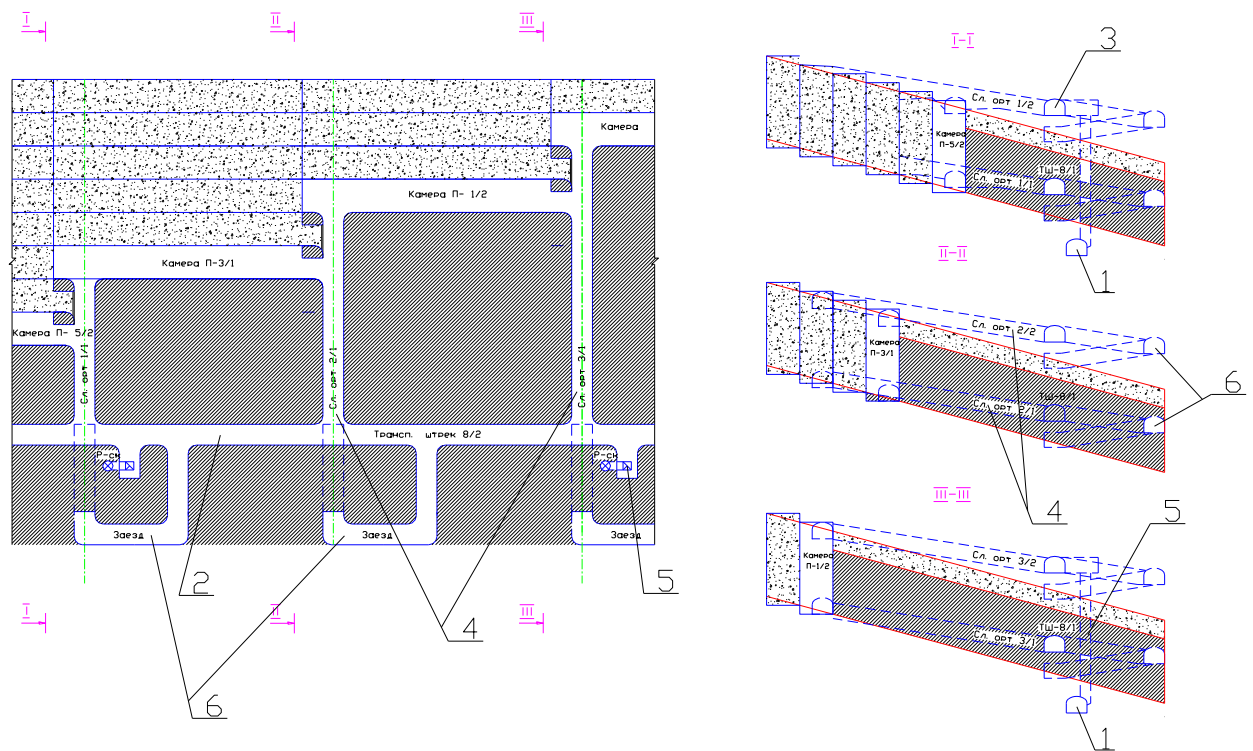 I
II
III
Камера
Камера П- 1/2
Камера П-3/1
Камера П- 5/2
Сл. орт 1/1
Сл. орт 2/1
Сл. орт 3/1
Трансп. штрек 8/2
Р-см
Р-см
Заезд
Заезд
Заезд
2
5
4
6
I
II
III
I-I
3
Сл. орт 1/2
Камера
П-5/2
ТШ-8/1
Сл. орт 1/1
1
II-II
Сл. орт 2/2
Камера
П-3/1
ТШ-8/1
Сл. орт 2/1
6
4
III-III
5
Камера
П-1/2
Сл. орт 3/2
ТШ-8/1
Сл. орт 3/1
1